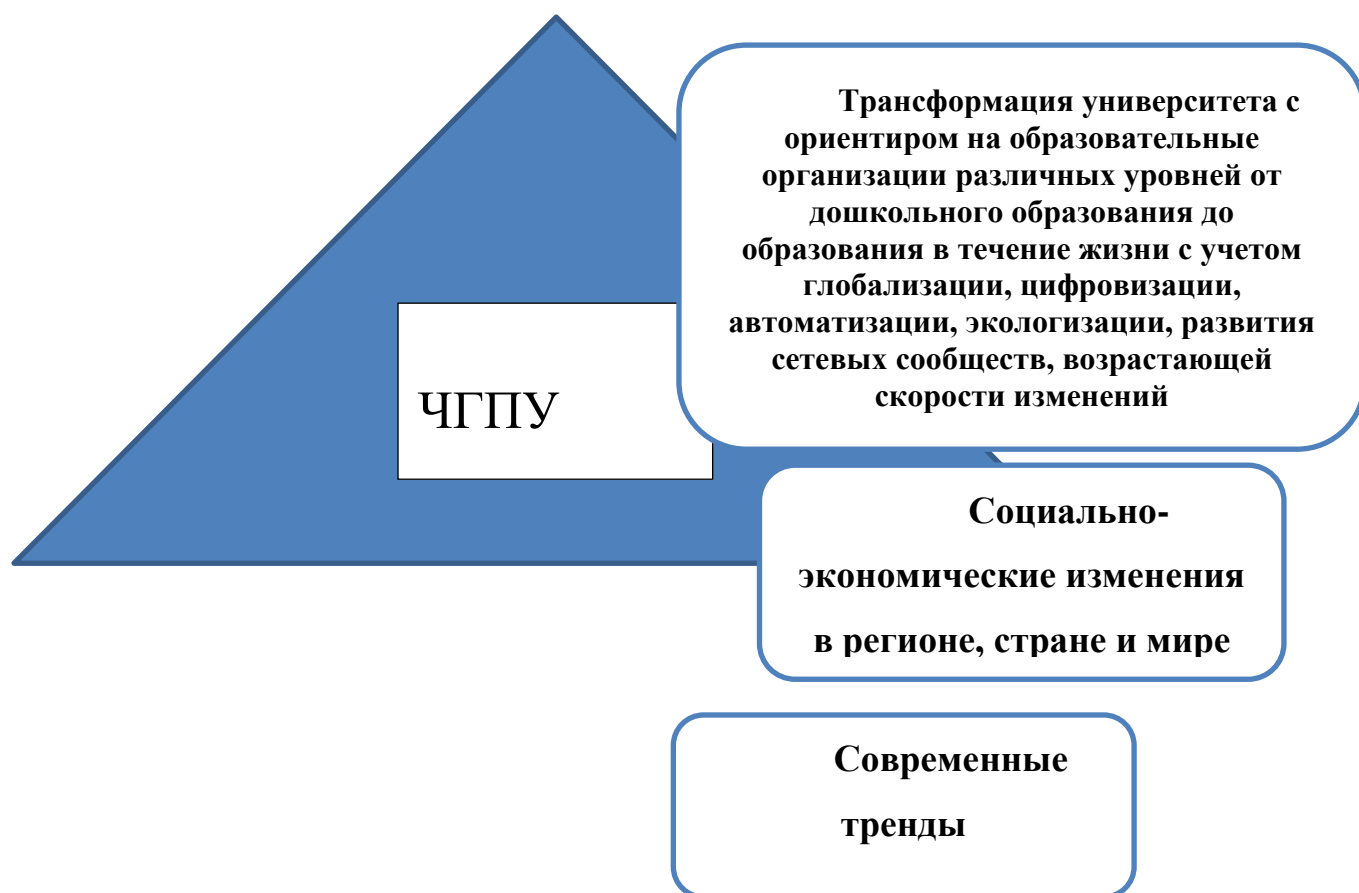 Трансформация университета с
ориентиром на образовательные
организации различных уровней от
дошкольного образования до
образования в течение жизни с учетом
глобализации, цифровизации,
автоматизации, экологизации, развития
сетевых сообществ, возрастающей
скорости изменений
ЧГПУ
Социально-
экономические изменения
в регионе, стране и мире
Современные
тренды